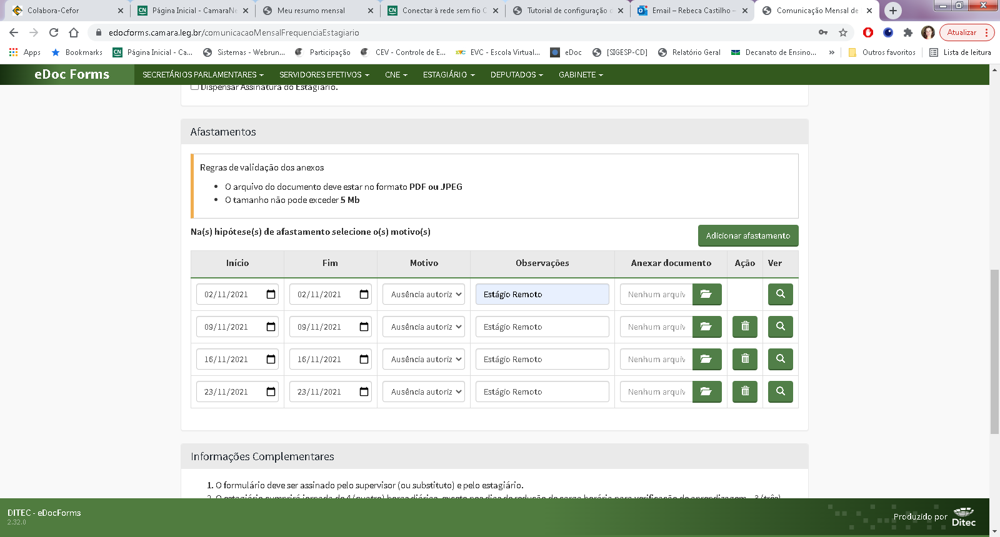 Colabora-Cefor
Página Inicial - CamaraNe
Meu resumo mensal
Conectar à rede sem fio C
Tutorial de configuração
Email – Rebeca Castilho –
Comunicação Mensal de
edocforms.camara.leg.br/comunicacaoMensalFrequenciaEstagiario
Atualizar
Apps
Bookmarks
Página Inicial - Ca...
Sistemas - Webrun...
Participação
CEV - Controle de E...
EVC - Escola Virtual...
eDoc
[SIGESP-CD]
Relatório Geral
Decanato de Ensino...
»
Outros favoritos
Lista de leitura
eDoc Forms
SECRETÁRIOS PARLAMENTARES
SERVIDORES EFETIVOS
CNE
ESTAGIÁRIO
DEPUTADOS
GABINETE
Dispensar Assinatura do Estagiário.
Afastamentos
Regras de validação dos anexos
• O arquivo do documento deve estar no formato PDF ou JPEG
• O tamanho não pode exceder 5 Mb
Na(s) hipótese(s) de afastamento selecione o(s) motivo(s)
Adicionar afastamento
Início Fim Motivo Observações Anexar documento Ação Ver
02/11/2021 02/11/2021 Ausência autoriz Estágio Remoto Nenhum arquiv
09/11/2021 09/11/2021 Ausência autoriz Estágio Remoto Nenhum arquiv
16/11/2021 16/11/2021 Ausência autoriz Estágio Remoto Nenhum arquiv
23/11/2021 23/11/2021 Ausência autoriz Estágio Remoto Nenhum arquiv
Informações Complementares
1. O formulário deve ser assinado pelo supervisor (ou substituto) e pelo estagiário.
2. O estagiário cumprirá jornada de 4 (quatro) horas diárias, exceto nos dias de redução de carga horária para verificação de aprendizagem - 3 (três)
DITEC - eDocForms
2.32.0
Produzido por
Ditec